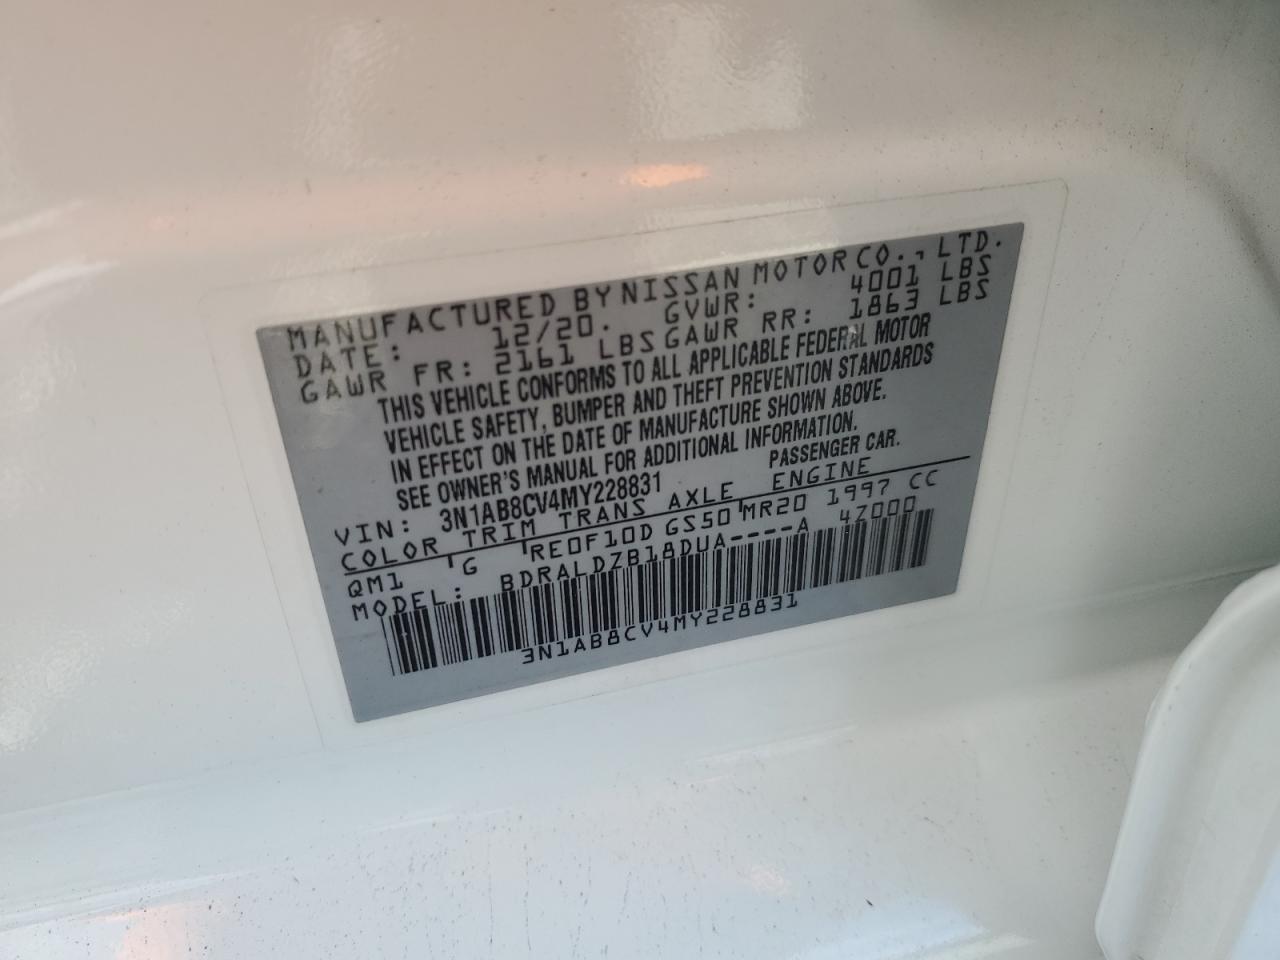 MANUFACTURED BY NISSAN MOTOR CO., LTD.
DATE: 12/20. GVWR: 4001 LBS
GAWR FR: 2161 LBS GAWR RR: 1863 LBS
THIS VEHICLE CONFORMS TO ALL APPLICABLE FEDERAL MOTOR
VEHICLE SAFETY, BUMPER AND THEFT PREVENTION STANDARDS
IN EFFECT ON THE DATE OF MANUFACTURE SHOWN ABOVE.
SEE OWNER'S MANUAL FOR ADDITIONAL INFORMATION.
VIN: 3N1AB8CV4MY228831 PASSENGER CAR.
COLOR TRIM TRANS AXLE ENGINE
QM1 G RE0F10D GS50 MR20 1997 CC
MODEL: BDRALDZB18DUA----A 4Z000
3N1AB8CV4MY228831